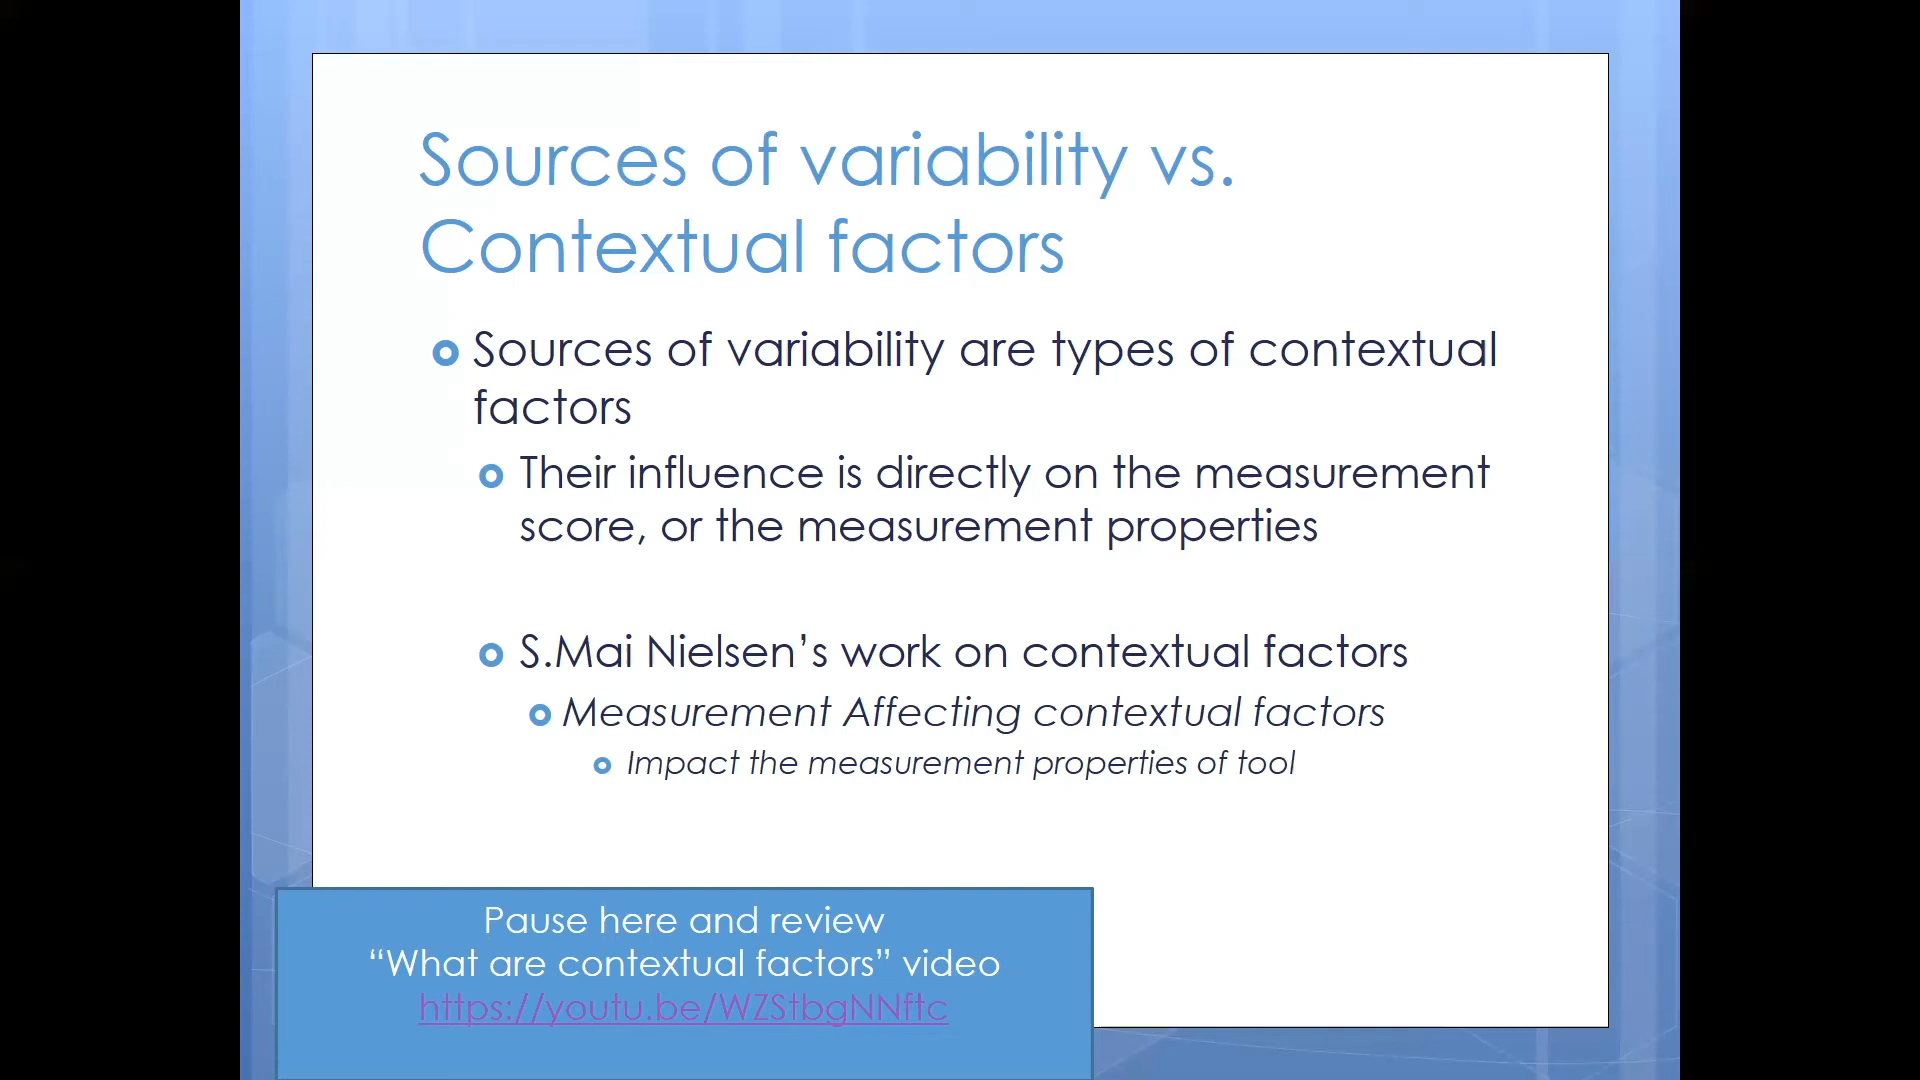 Sources of variability vs.
Contextual factors
Sources of variability are types of contextual
factors
Their influence is directly on the measurement
score, or the measurement properties
S.Mai Nielsen’s work on contextual factors
Measurement Affecting contextual factors
Impact the measurement properties of tool
Pause here and review
“What are contextual factors” video
https://youtu.be/WZStbgNNftc